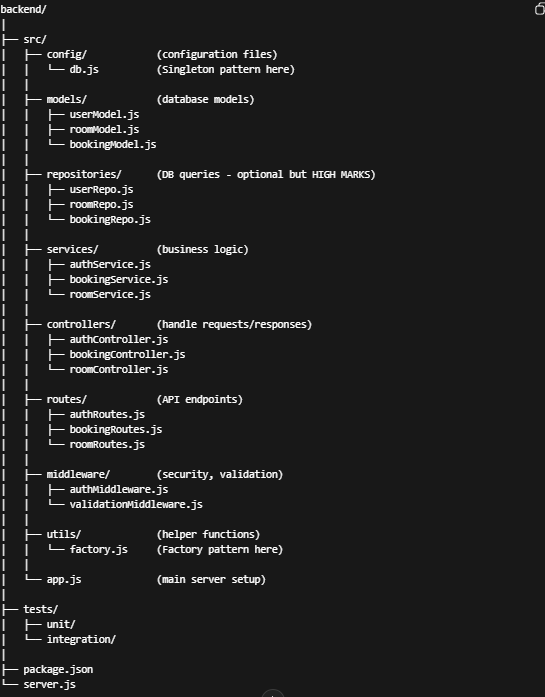 backend/
│
├── src/
│   ├── config/           (configuration files)
│   │   └── db.js         (Singleton pattern here)
│   │
│   ├── models/           (database models)
│   │   ├── userModel.js
│   │   ├── roomModel.js
│   │   └── bookingModel.js
│   │
│   ├── repositories/     (DB queries - optional but HIGH MARKS)
│   │   ├── userRepo.js
│   │   ├── roomRepo.js
│   │   └── bookingRepo.js
│   │
│   ├── services/         (business logic)
│   │   ├── authService.js
│   │   ├── bookingService.js
│   │   └── roomService.js
│   │
│   ├── controllers/      (handle requests/responses)
│   │   ├── authController.js
│   │   ├── bookingController.js
│   │   └── roomController.js
│   │
│   ├── routes/           (API endpoints)
│   │   ├── authRoutes.js
│   │   ├── bookingRoutes.js
│   │   └── roomRoutes.js
│   │
│   ├── middleware/       (security, validation)
│   │   ├── authMiddleware.js
│   │   └── validationMiddleware.js
│   │
│   ├── utils/            (helper functions)
│   │   └── factory.js    (Factory pattern here)
│   │
│   └── app.js            (main server setup)
│
├── tests/
│   ├── unit/
│   └── integration/
│
├── package.json
└── server.js